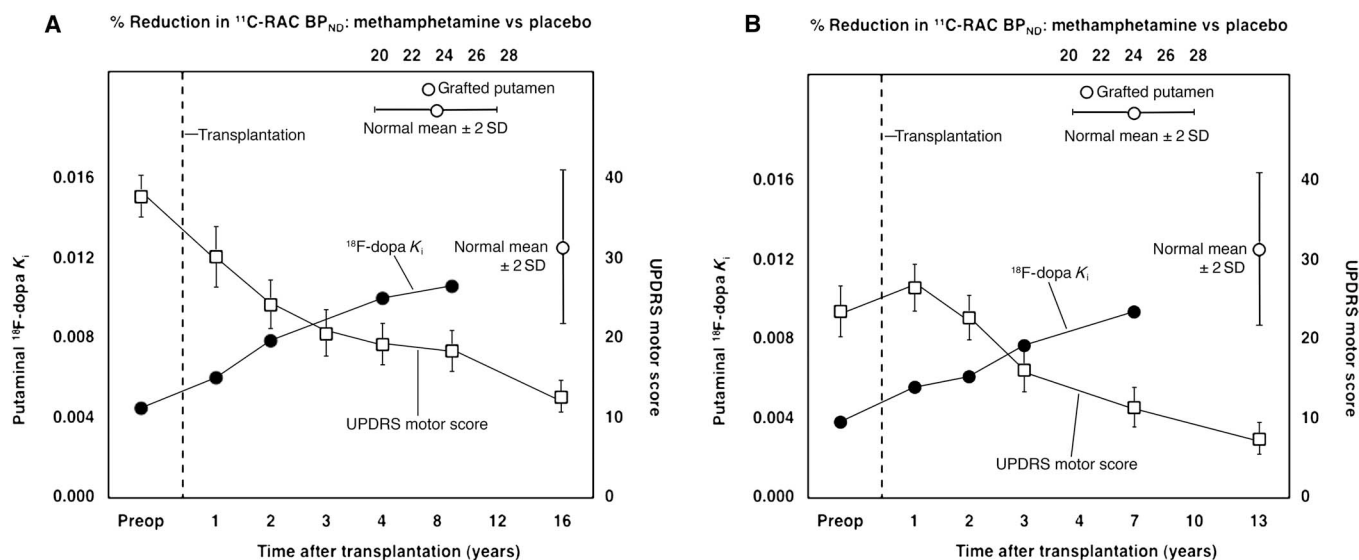 A
% Reduction in ¹¹C-RAC BP_ND: methamphetamine vs placebo
20 22 24 26 28
Grafted putamen
Normal mean ± 2 SD
Transplantation
0.016
0.012
0.008
0.004
0.000
Putaminal ¹⁸F-dopa K_i
¹⁸F-dopa K_i
Normal mean
± 2 SD
UPDRS motor score
40
30
20
10
0
UPDRS motor score
Preop 1 2 3 4 8 12 16
Time after transplantation (years)
B
% Reduction in ¹¹C-RAC BP_ND: methamphetamine vs placebo
20 22 24 26 28
Grafted putamen
Normal mean ± 2 SD
Transplantation
0.016
0.012
0.008
0.004
0.000
Putaminal ¹⁸F-dopa K_i
¹⁸F-dopa K_i
Normal mean
± 2 SD
UPDRS motor score
40
30
20
10
0
UPDRS motor score
Preop 1 2 3 4 7 10 13
Time after transplantation (years)